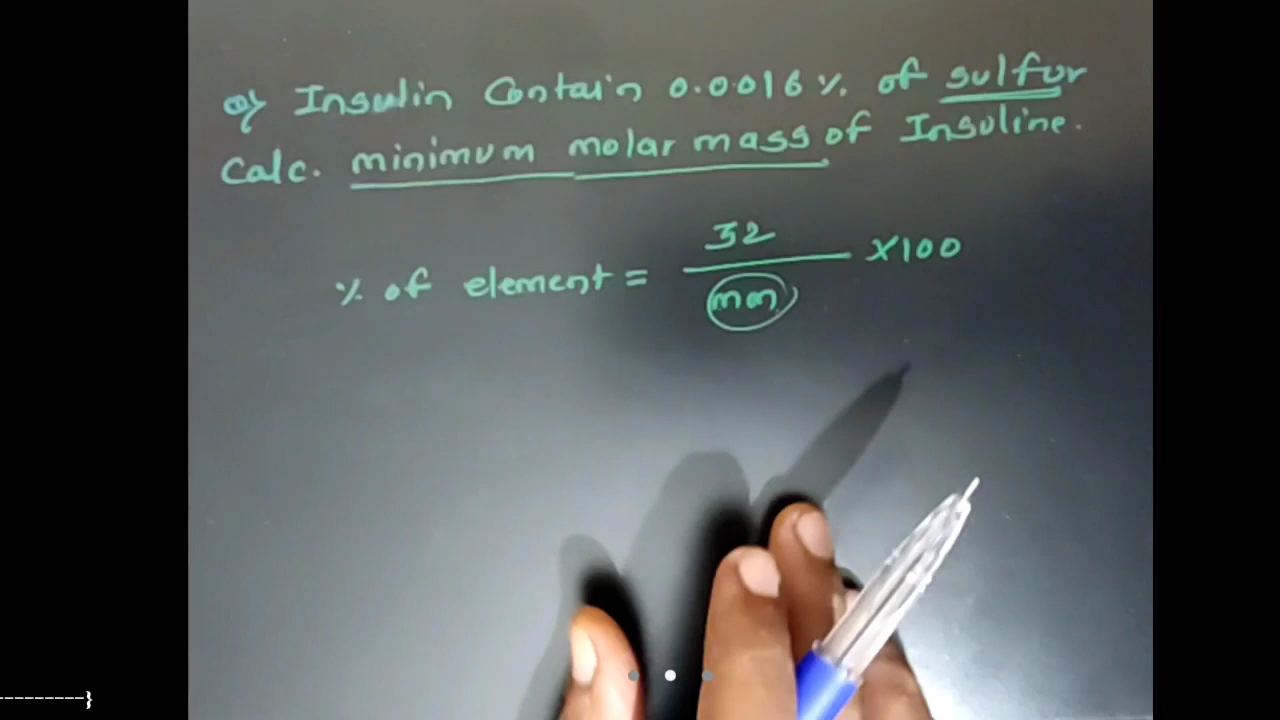 Q) Insulin Contain 0.0016 % of sulfur
Calc. minimum molar mass of Insuline.
32
% of element = ——— x100
mm
---------}